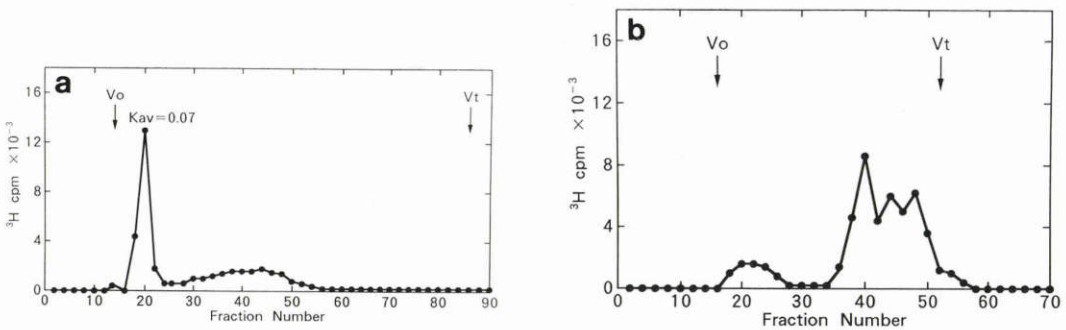 a
16
12
8
4
0
³H cpm ×10⁻³
Vo
Kav=0.07
Vt
0 10 20 30 40 50 60 70 80 90
Fraction Number
b
16
12
8
4
0
³H cpm ×10⁻³
Vo
Vt
0 10 20 30 40 50 60 70
Fraction Number